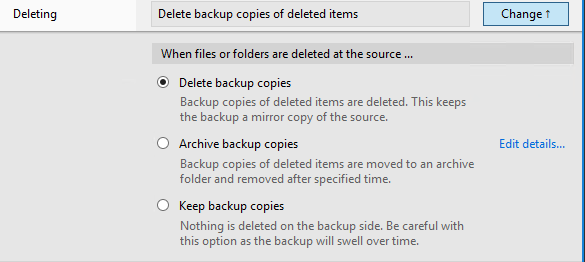 Deleting Delete backup copies of deleted items Change ↑
When files or folders are deleted at the source ...
Delete backup copies
Backup copies of deleted items are deleted. This keeps
the backup a mirror copy of the source.
Archive backup copies Edit details...
Backup copies of deleted items are moved to an archive
folder and removed after specified time.
Keep backup copies
Nothing is deleted on the backup side. Be careful with
this option as the backup will swell over time.